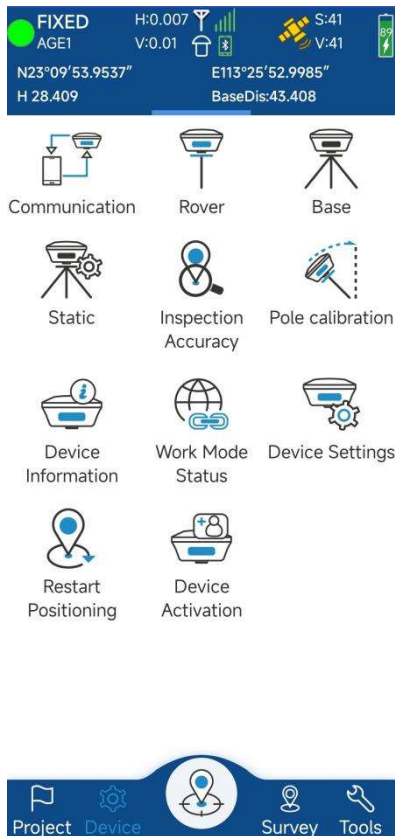 FIXED H:0.007 S:41
AGE1 V:0.01 V:41 89
N23°09′53.9537″ E113°25′52.9985″
H 28.409 BaseDis:43.408
Communication Rover Base
Static Inspection Accuracy Pole calibration
Device Information Work Mode Status Device Settings
Restart Positioning Device Activation
Project Device Survey Tools